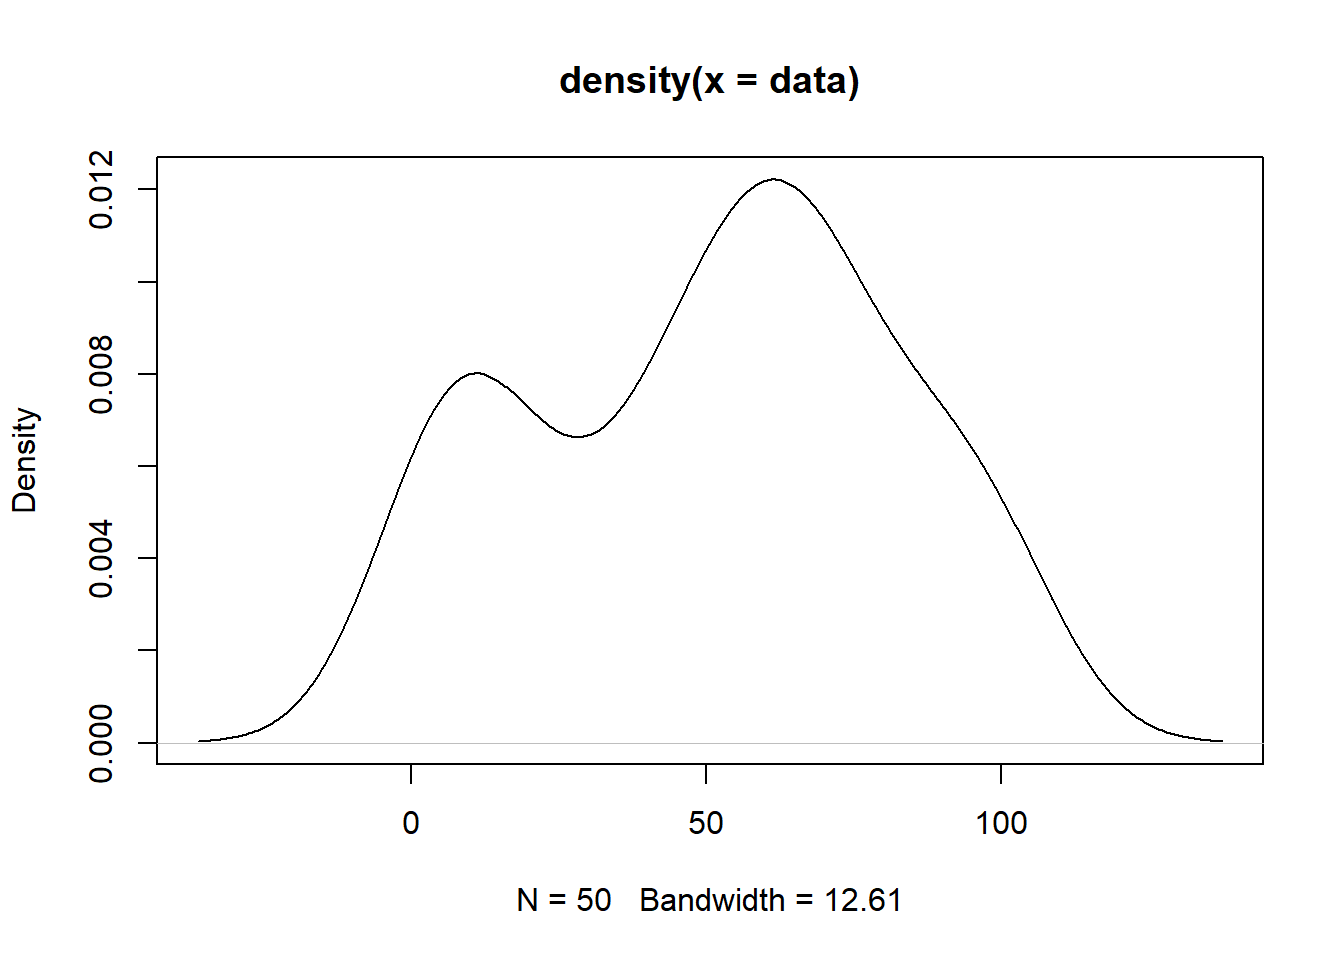 density(x = data)
Density
0.012
0.008
0.004
0.000
0 50 100
N = 50 Bandwidth = 12.61